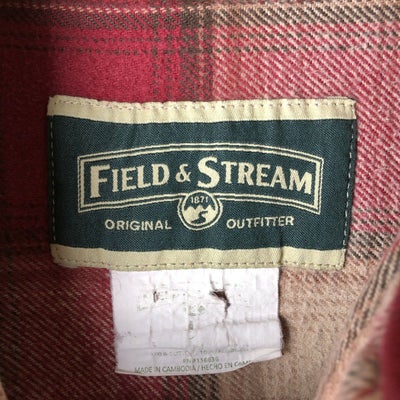 FIELD & STREAM
1871
ORIGINAL OUTFITTER
MADE IN CAMBODIA / HECHO EN CAM